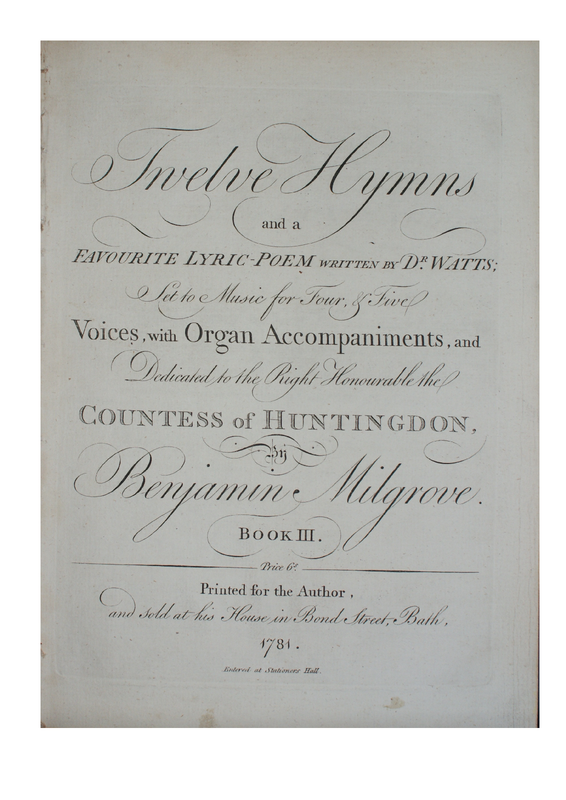 Twelve Hymns
and a
FAVOURITE LYRIC-POEM WRITTEN BY DR. WATTS;
Set to Music for Four, & Five
Voices, with Organ Accompaniments, and
Dedicated to the Right Honourable the
COUNTESS of HUNTINGDON,
By
Benjamin Milgrove.
BOOK III.
Price 6s.
Printed for the Author,
and sold at his House in Bond Street, Bath,
1781.
Entered at Stationers Hall.